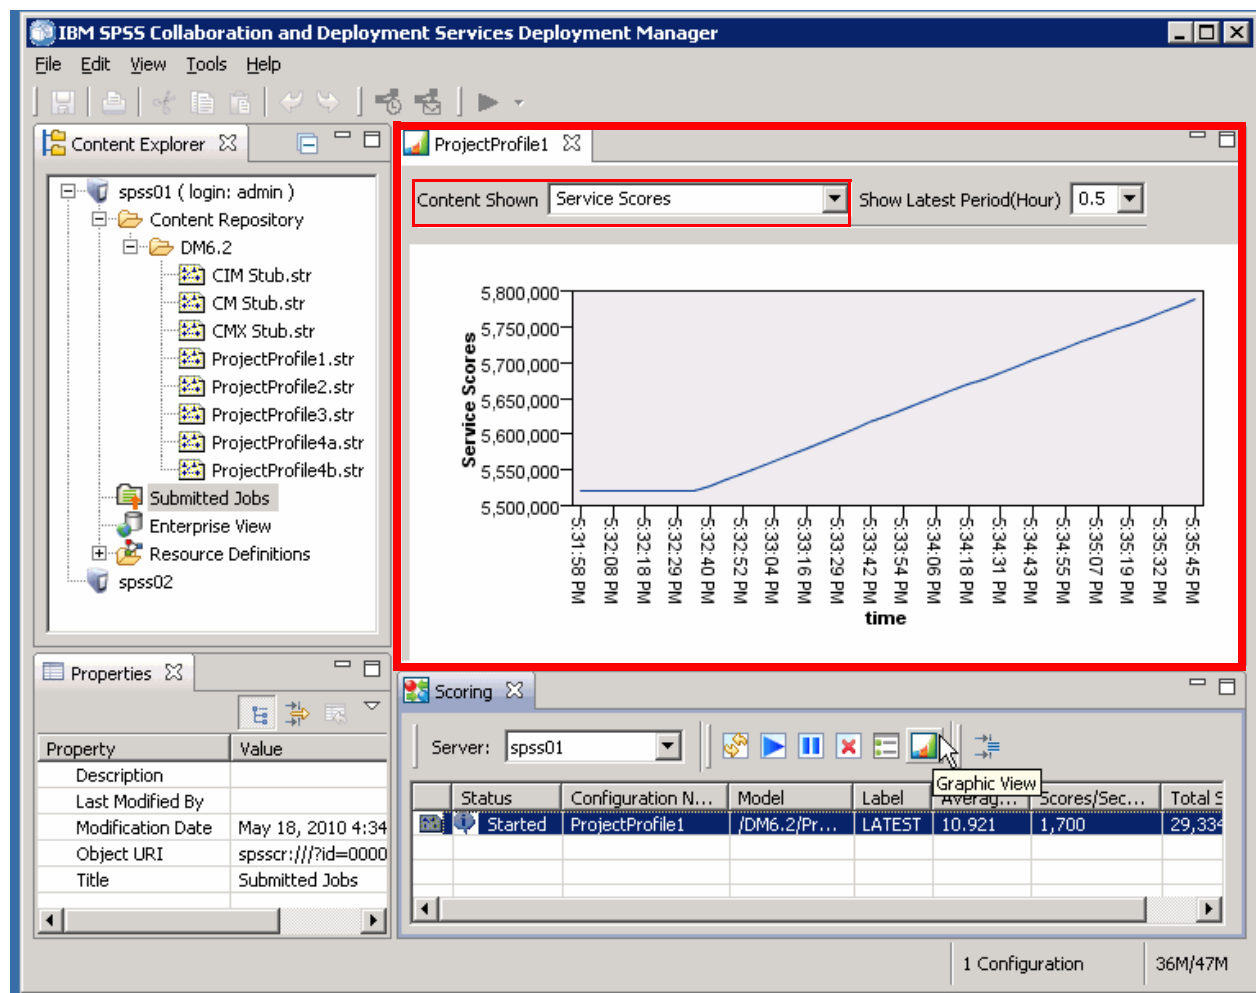 IBM SPSS Collaboration and Deployment Services Deployment Manager
File Edit View Tools Help
Content Explorer
spss01 ( login: admin )
Content Repository
DM6.2
CIM Stub.str
CM Stub.str
CMX Stub.str
ProjectProfile1.str
ProjectProfile2.str
ProjectProfile3.str
ProjectProfile4a.str
ProjectProfile4b.str
Submitted Jobs
Enterprise View
Resource Definitions
spss02
ProjectProfile1
Content Shown Service Scores Show Latest Period(Hour) 0.5
Service Scores
5,800,000
5,750,000
5,700,000
5,650,000
5,600,000
5,550,000
5,500,000
5:31:58 PM
5:32:08 PM
5:32:18 PM
5:32:29 PM
5:32:40 PM
5:32:52 PM
5:33:04 PM
5:33:16 PM
5:33:29 PM
5:33:42 PM
5:33:54 PM
5:34:06 PM
5:34:18 PM
5:34:31 PM
5:34:43 PM
5:34:55 PM
5:35:07 PM
5:35:19 PM
5:35:32 PM
5:35:45 PM
time
Properties
Property Value
Description
Last Modified By
Modification Date May 18, 2010 4:34
Object URI spsscr:///?id=0000
Title Submitted Jobs
Scoring
Server: spss01
Graphic View
Status Configuration N... Model Label Averag... Scores/Sec... Total S
Started ProjectProfile1 /DM6.2/Pr... LATEST 10.921 1,700 29,334
1 Configuration 36M/47M